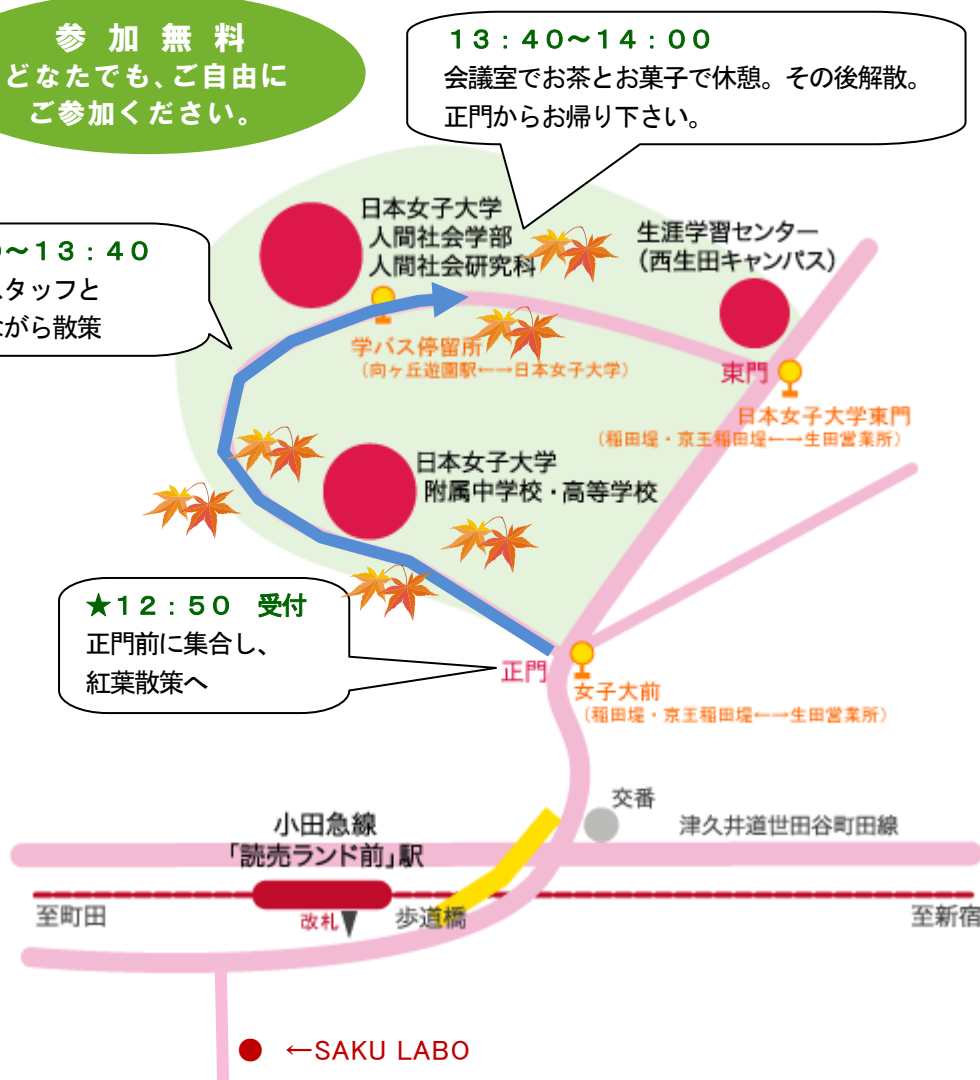 参加無料
どなたでも、ご自由に
ご参加ください。
１３：４０～１４：００
会議室でお茶とお菓子で休憩。その後解散。
正門からお帰り下さい。
～１３：４０
スタッフと
ながら散策
日本女子大学
人間社会学部
人間社会研究科
生涯学習センター
（西生田キャンパス）
学バス停留所
（向ヶ丘遊園駅←→日本女子大学）
東門
日本女子大学東門
（稲田堤・京王稲田堤←→生田営業所）
日本女子大学
附属中学校・高等学校
★１２：５０　受付
正門前に集合し、
紅葉散策へ
正門
女子大前
（稲田堤・京王稲田堤←→生田営業所）
交番
小田急線
「読売ランド前」駅
津久井道世田谷町田線
至町田
改札
歩道橋
至新宿
←SAKU LABO